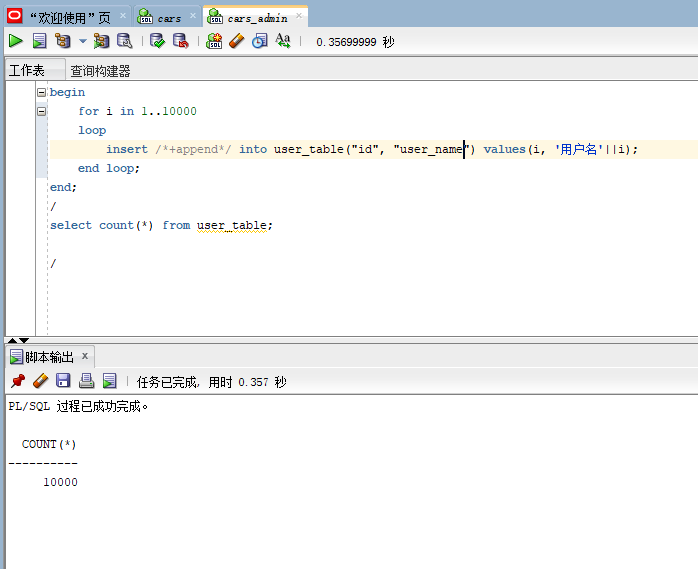 “欢迎使用”页
cars
cars_admin
SQL
0.35699999 秒
工作表
查询构建器
begin
for i in 1..10000
loop
insert /*+append*/ into user_table("id", "user_name") values(i, '用户名'||i);
end loop;
end;
/
select count(*) from user_table;
/
脚本输出 x
任务已完成, 用时 0.357 秒
PL/SQL 过程已成功完成。
COUNT(*)
----------
10000